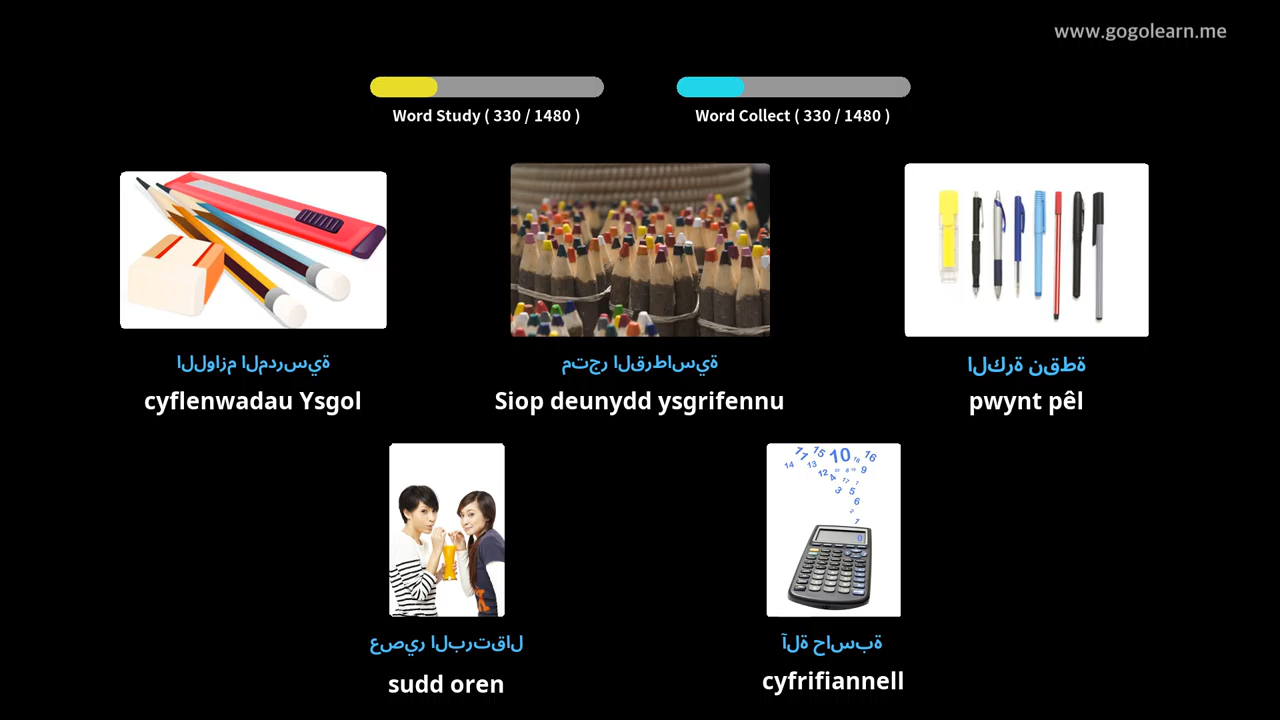 www.gogolearn.me
Word Study ( 330 / 1480 )
Word Collect ( 330 / 1480 )
اللوازم المدرسية
cyflenwadau Ysgol
متجر القرطاسية
Siop deunydd ysgrifennu
الكرة نقطة
pwynt pêl
عصير البرتقال
sudd oren
آلة حاسبة
cyfrifiannell